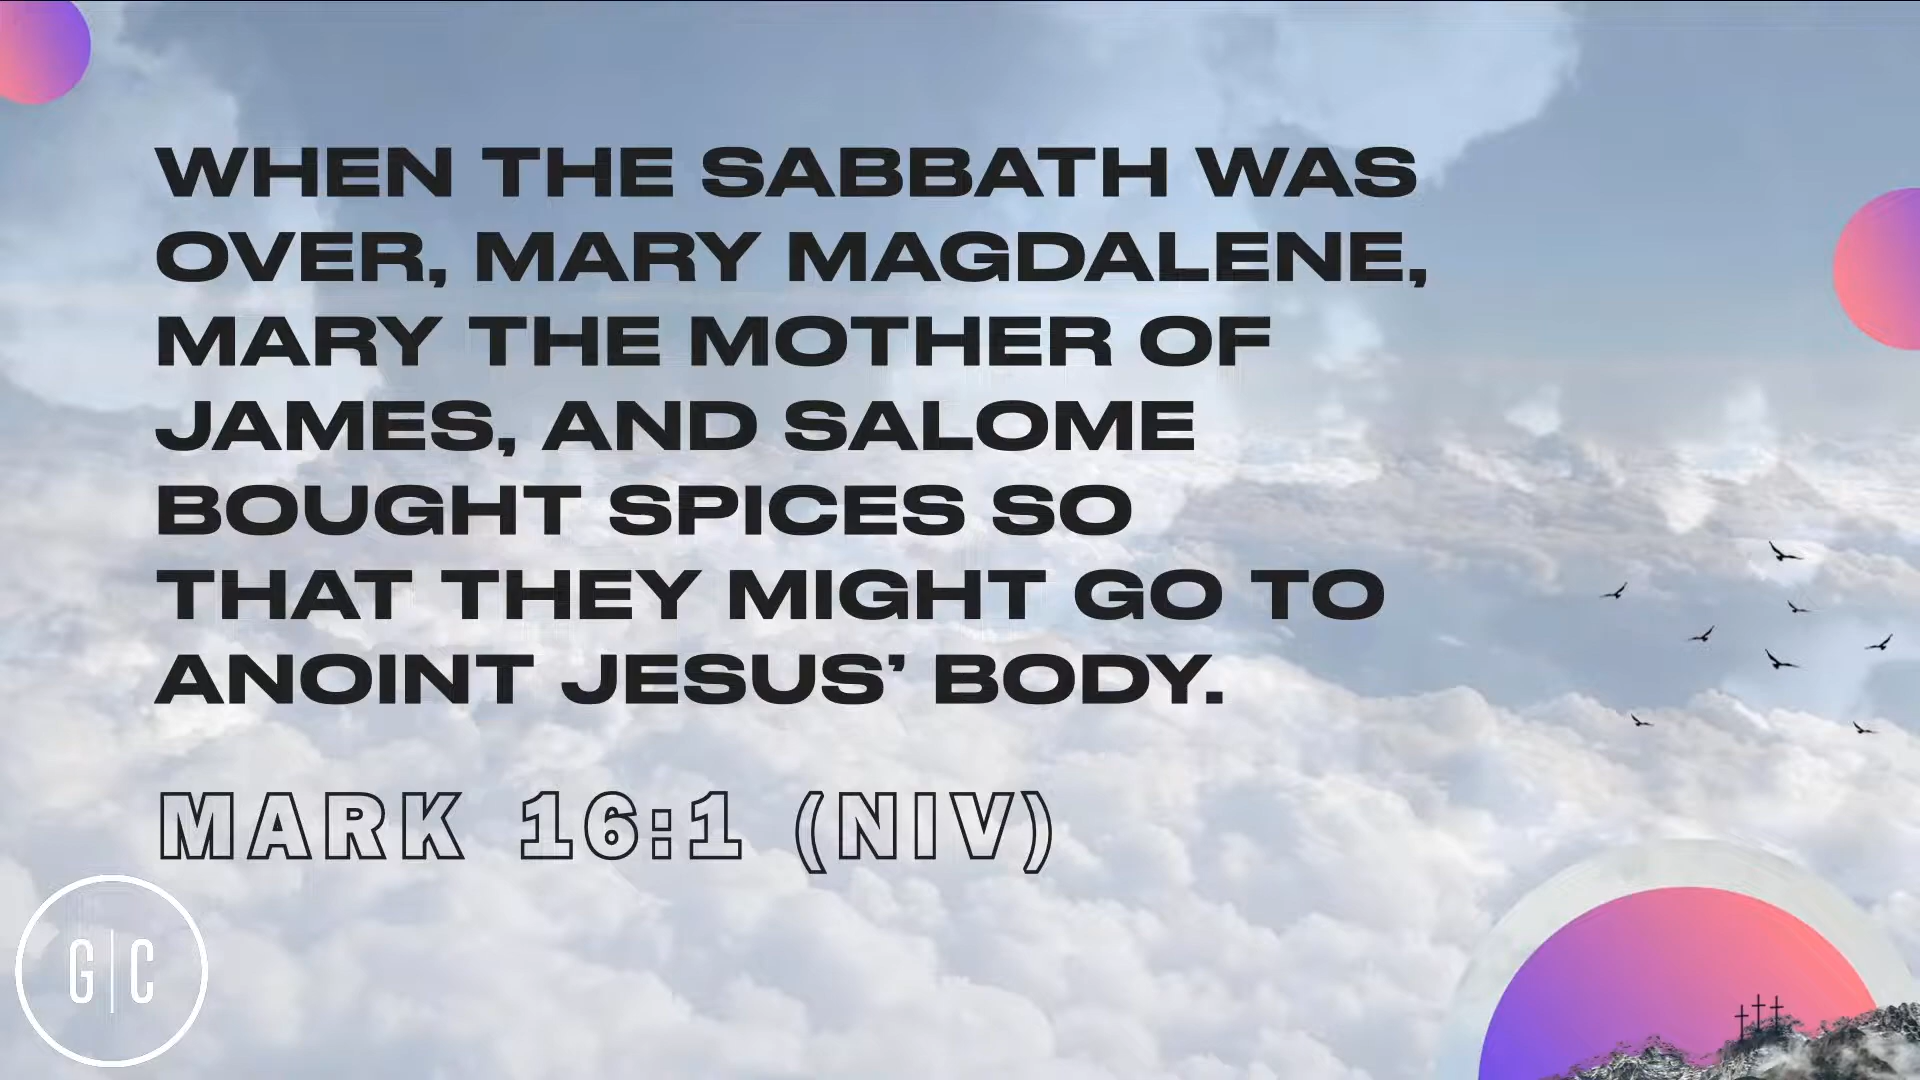 WHEN THE SABBATH WAS
OVER, MARY MAGDALENE,
MARY THE MOTHER OF
JAMES, AND SALOME
BOUGHT SPICES SO
THAT THEY MIGHT GO TO
ANOINT JESUS’ BODY.
MARK 16:1 (NIV)
G|C